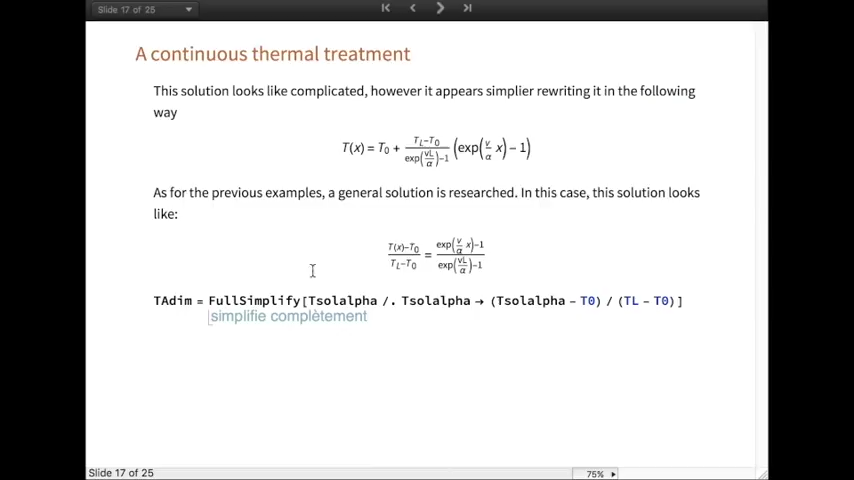 Slide 17 of 25
A continuous thermal treatment
This solution looks like complicated, however it appears simplier rewriting it in the following
way
T(x) = T₀ + (T_L−T₀)/(exp(vL/α)−1) (exp(v/α x) − 1)
As for the previous examples, a general solution is researched. In this case, this solution looks
like:
(T(x)−T₀)/(T_L−T₀) = (exp(v/α x)−1)/(exp(vL/α)−1)
TAdim = FullSimplify[Tsolalpha /. Tsolalpha → (Tsolalpha − T0) / (TL − T0)]
simplifie complètement
Slide 17 of 25
75%